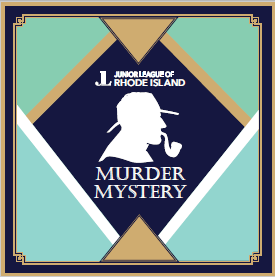 JL JUNIOR LEAGUE OF
RHODE ISLAND
MURDER
MYSTERY